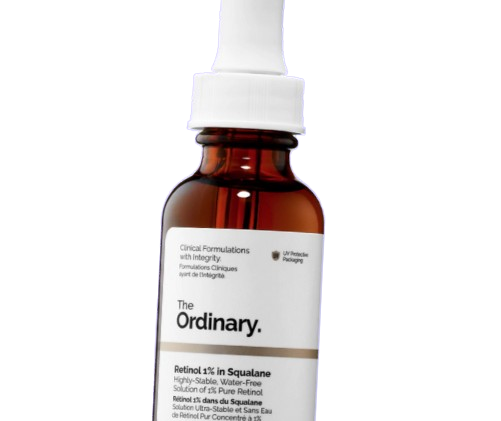 Clinical Formulations
with Integrity.
Formulations Cliniques
ayant de l'intégrité.
UV Protective
Packaging
The
Ordinary.
Retinol 1% in Squalane
Highly-Stable, Water-Free
Solution of 1% Pure Retinol
Rétinol 1% dans du Squalane
Solution Ultra-Stable et Sans Eau
de Rétinol Pur Concentré à 1%